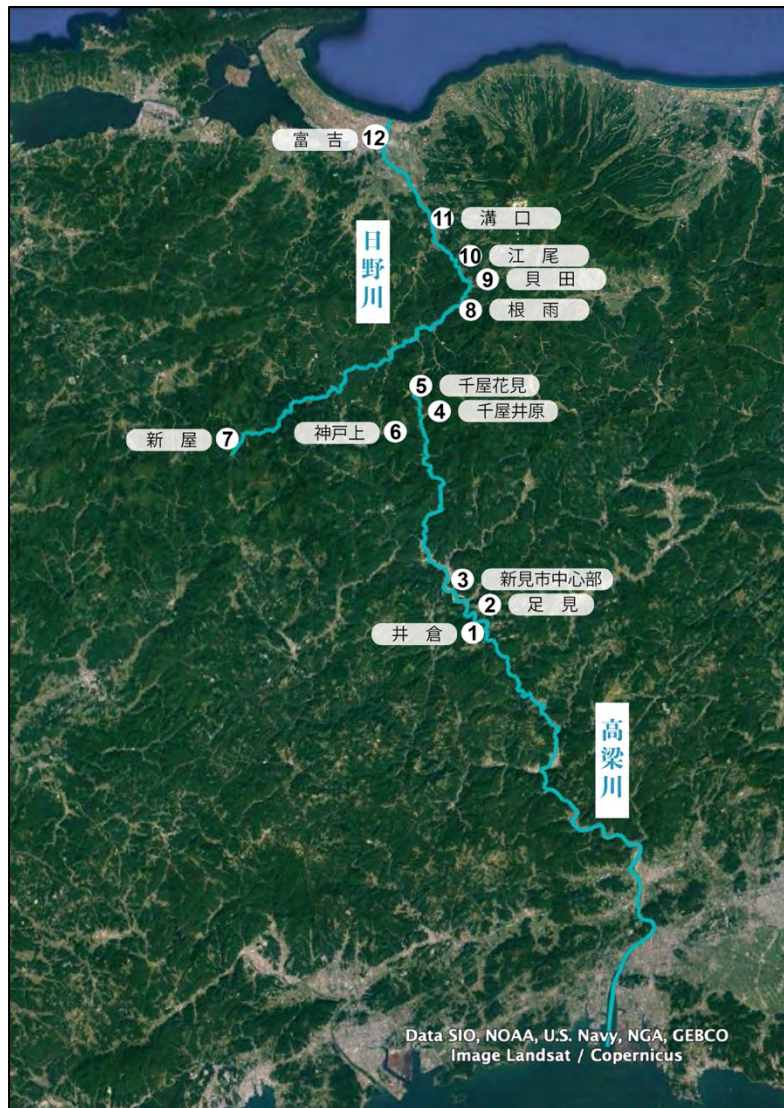 富 吉 12
11 溝 口
日野川
10 江 尾
9 貝 田
8 根 雨
5 千屋花見
4 千屋井原
神戸上 6
新 屋 7
3 新見市中心部
2 足 見
井 倉 1
高梁川
Data SIO, NOAA, U.S. Navy, NGA, GEBCO
Image Landsat / Copernicus